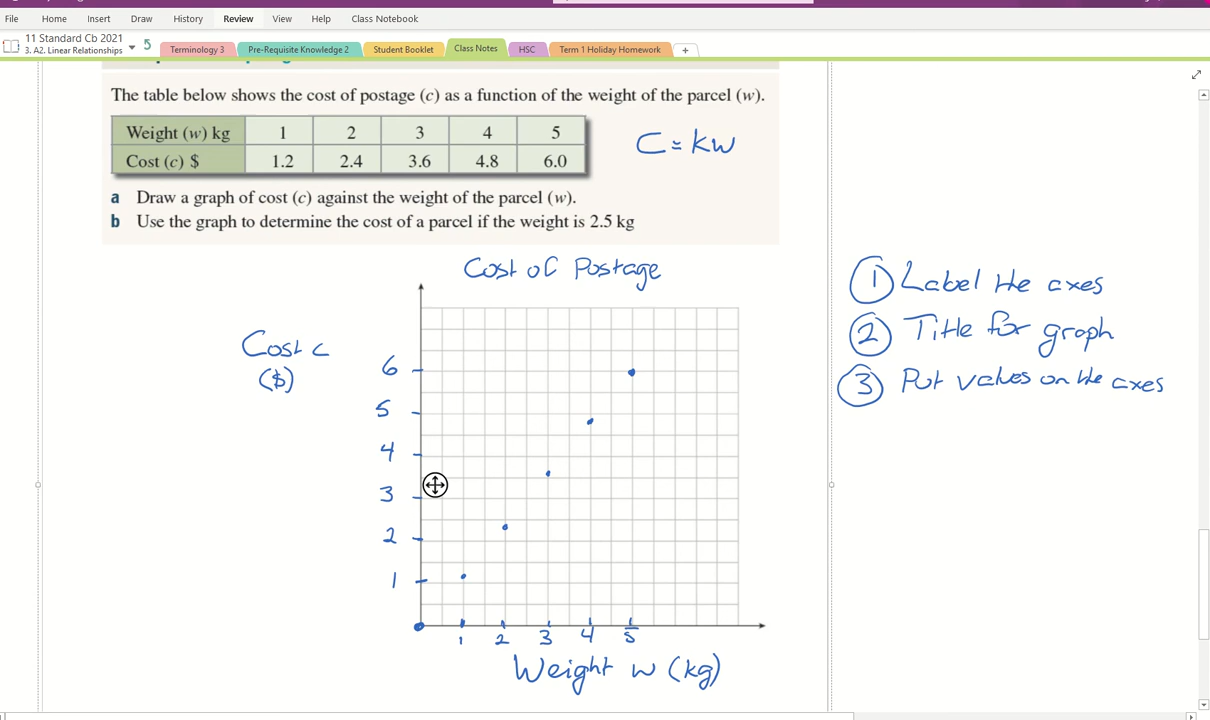 File Home Insert Draw History Review View Help Class Notebook
11 Standard Cb 2021
3. A2. Linear Relationships
5
Terminology 3 Pre-Requisite Knowledge 2 Student Booklet Class Notes HSC Term 1 Holiday Homework +
The table below shows the cost of postage (c) as a function of the weight of the parcel (w).
Weight (w) kg 1 2 3 4 5
Cost (c) $ 1.2 2.4 3.6 4.8 6.0
C = kw
a Draw a graph of cost (c) against the weight of the parcel (w).
b Use the graph to determine the cost of a parcel if the weight is 2.5 kg
Cost of Postage
Cost c
($)
6
5
4
3
2
1
1 2 3 4 5
Weight w (kg)
① Label the axes
② Title for graph
③ Put values on the axes